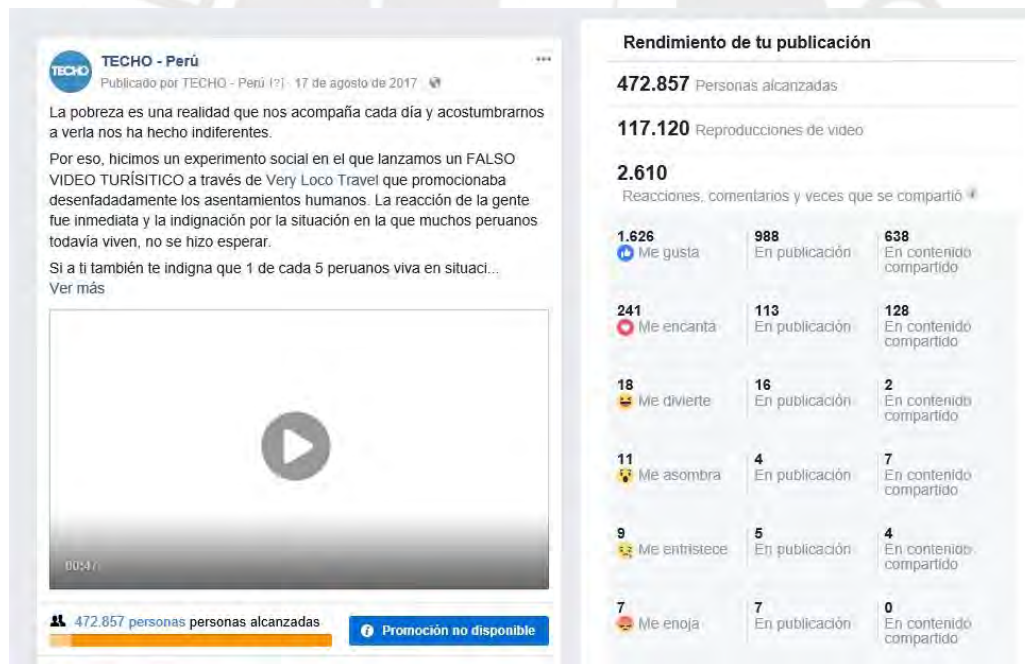 TECHO
TECHO - Perú
Publicado por TECHO - Perú [?] · 17 de agosto de 2017 ·
La pobreza es una realidad que nos acompaña cada día y acostumbrarnos
a verla nos ha hecho indiferentes.
Por eso, hicimos un experimento social en el que lanzamos un FALSO
VIDEO TURÍSITICO a través de Very Loco Travel que promocionaba
desenfadadamente los asentamientos humanos. La reacción de la gente
fue inmediata y la indignación por la situación en la que muchos peruanos
todavía viven, no se hizo esperar.
Si a ti también te indigna que 1 de cada 5 peruanos viva en situaci...
Ver más
00:47
472.857 personas personas alcanzadas
Promoción no disponible
Rendimiento de tu publicación
472.857 Personas alcanzadas
117.120 Reproducciones de video
2.610
Reacciones, comentarios y veces que se compartió
1.626 988 638
Me gusta En publicación En contenido
compartido
241 113 128
Me encanta En publicación En contenido
compartido
18 16 2
Me divierte En publicación En contenido
compartido
11 4 7
Me asombra En publicación En contenido
compartido
9 5 4
Me entristece En publicación En contenido
compartido
7 7 0
Me enoja En publicación En contenido
compartido